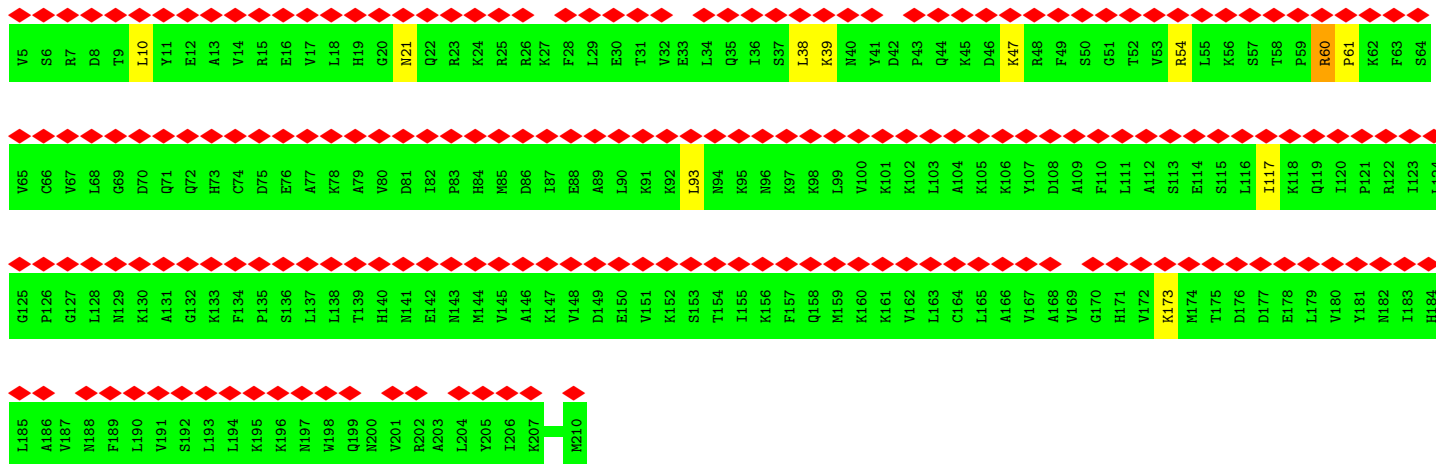 V5 S6 R7 D8 T9 L10 Y11 E12 A13 V14 R15 E16 V17 L18 H19 G20 N21 Q22 R23 K24 R25 R26 K27 F28 L29 E30 T31 V32 E33 L34 Q35 I36 S37 L38 K39 N40 Y41 D42 P43 Q44 K45 D46 K47 R48 F49 S50 G51 T52 V53 R54 L55 K56 S57 T58 P59 R60 P61 K62 F63 S64
V65 C66 V67 L68 G69 D70 Q71 Q72 H73 C74 D75 E76 A77 K78 A79 V80 D81 I82 P83 H84 M85 D86 I87 E88 A89 L90 K91 K92 L93 N94 K95 N96 K97 K98 L99 V100 K101 K102 L103 A104 K105 K106 Y107 D108 A109 F110 L111 A112 S113 E114 S115 L116 I117 K118 Q119 I120 P121 R122 I123 L124
G125 P126 G127 L128 N129 K130 A131 G132 K133 F134 P135 S136 L137 L138 T139 H140 N141 E142 N143 M144 V145 A146 K147 V148 D149 E150 V151 K152 S153 T154 I155 K156 F157 Q158 M159 K160 K161 V162 L163 C164 L165 A166 V167 A168 V169 G170 H171 V172 K173 M174 T175 D176 D177 E178 L179 V180 Y181 N182 I183 H184
L185 A186 V187 N188 F189 L190 V191 S192 L193 L194 K195 K196 N197 W198 Q199 N200 V201 R202 A203 L204 Y205 I206 K207 M210